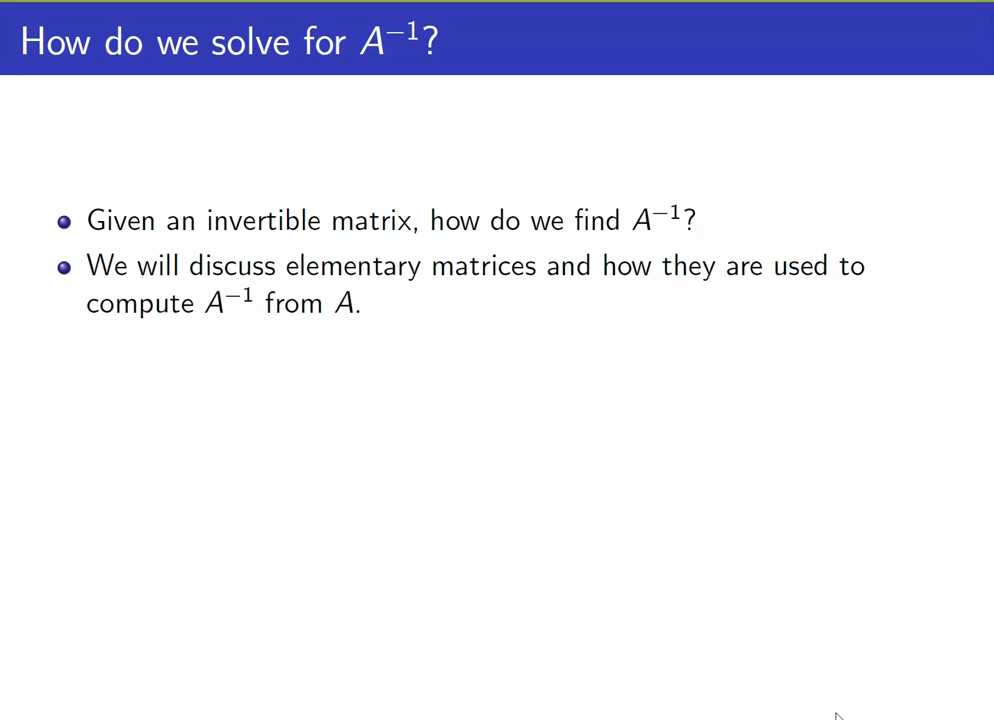 How do we solve for A⁻¹?
Given an invertible matrix, how do we find A⁻¹?
We will discuss elementary matrices and how they are used to
compute A⁻¹ from A.